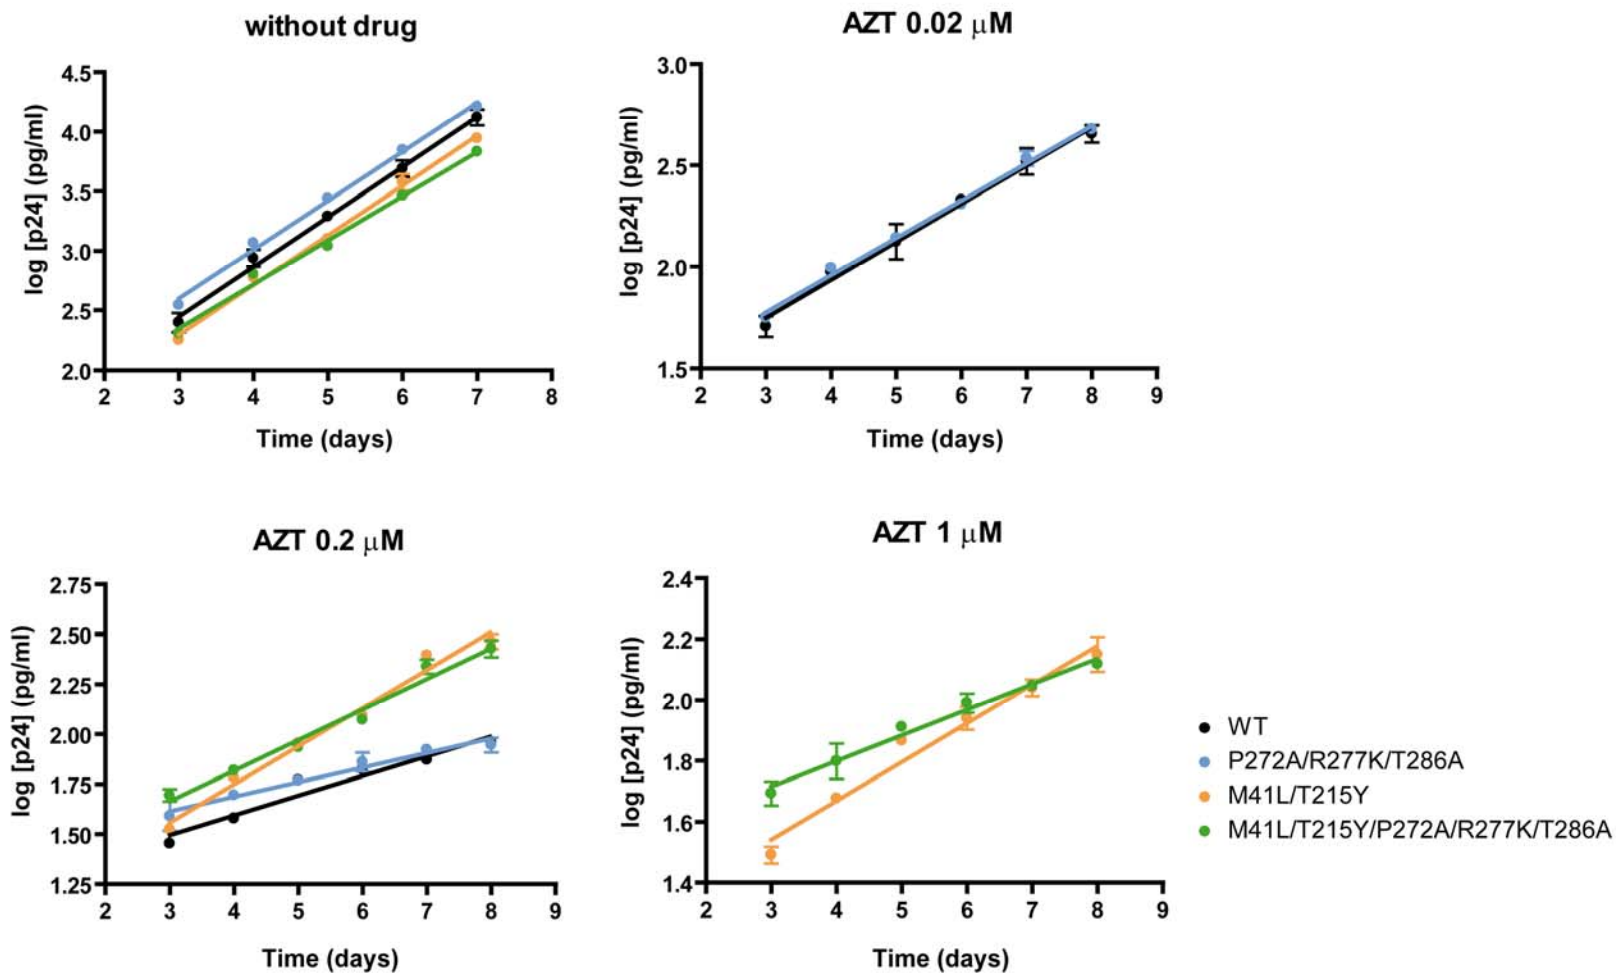 without drug
4.5
4.0
3.5
3.0
2.5
2.0
log [p24] (pg/ml)
2 3 4 5 6 7 8
Time (days)
AZT 0.02 μM
3.0
2.5
2.0
1.5
log [p24] (pg/ml)
2 3 4 5 6 7 8 9
Time (days)
AZT 0.2 μM
2.75
2.50
2.25
2.00
1.75
1.50
1.25
log [p24] (pg/ml)
2 3 4 5 6 7 8 9
Time (days)
AZT 1 μM
2.4
2.2
2.0
1.8
1.6
1.4
log [p24] (pg/ml)
2 3 4 5 6 7 8 9
Time (days)
WT
P272A/R277K/T286A
M41L/T215Y
M41L/T215Y/P272A/R277K/T286A